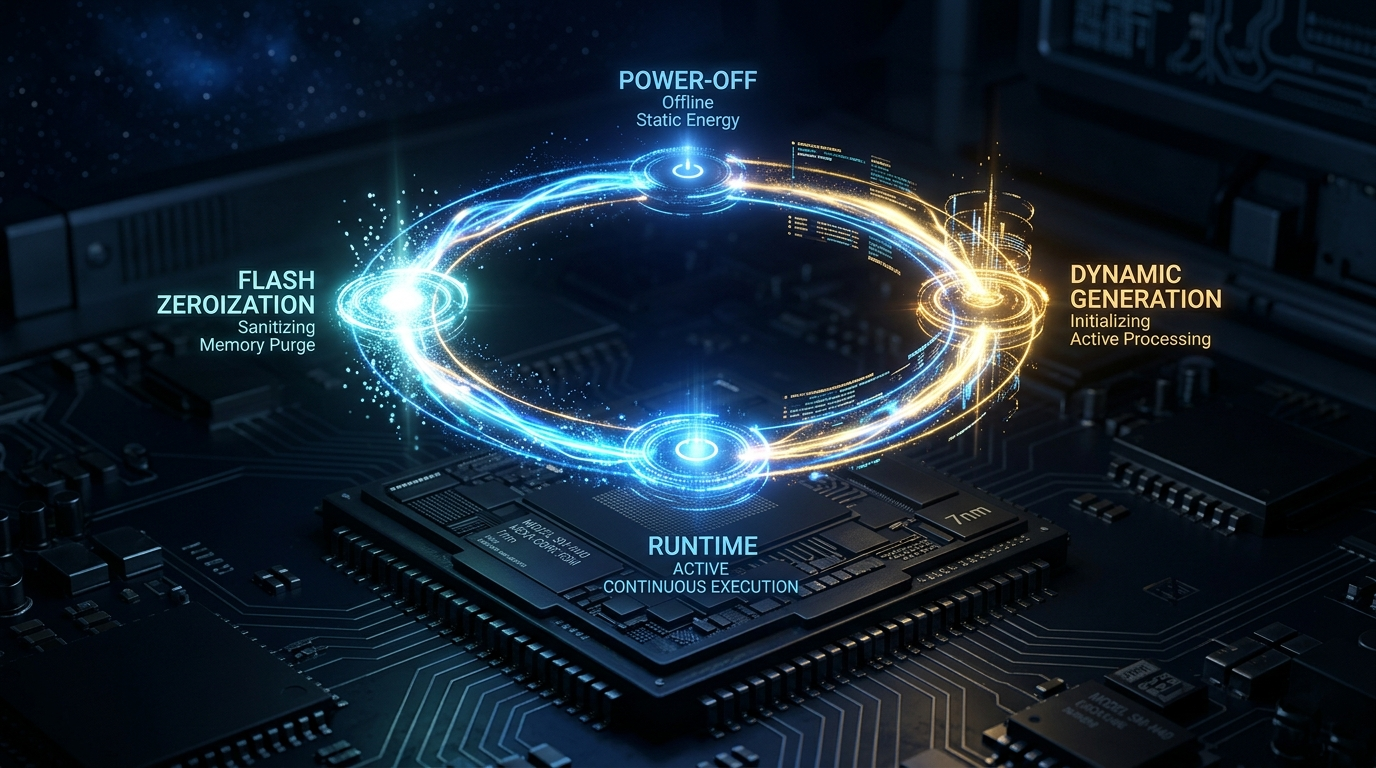 POWER-OFF
Offline
Static Energy
FLASH
ZEROIZATION
Sanitizing
Memory Purge
DYNAMIC
GENERATION
Initializing
Active Processing
7nm
RUNTIME
ACTIVE
CONTINUOUS EXECUTION